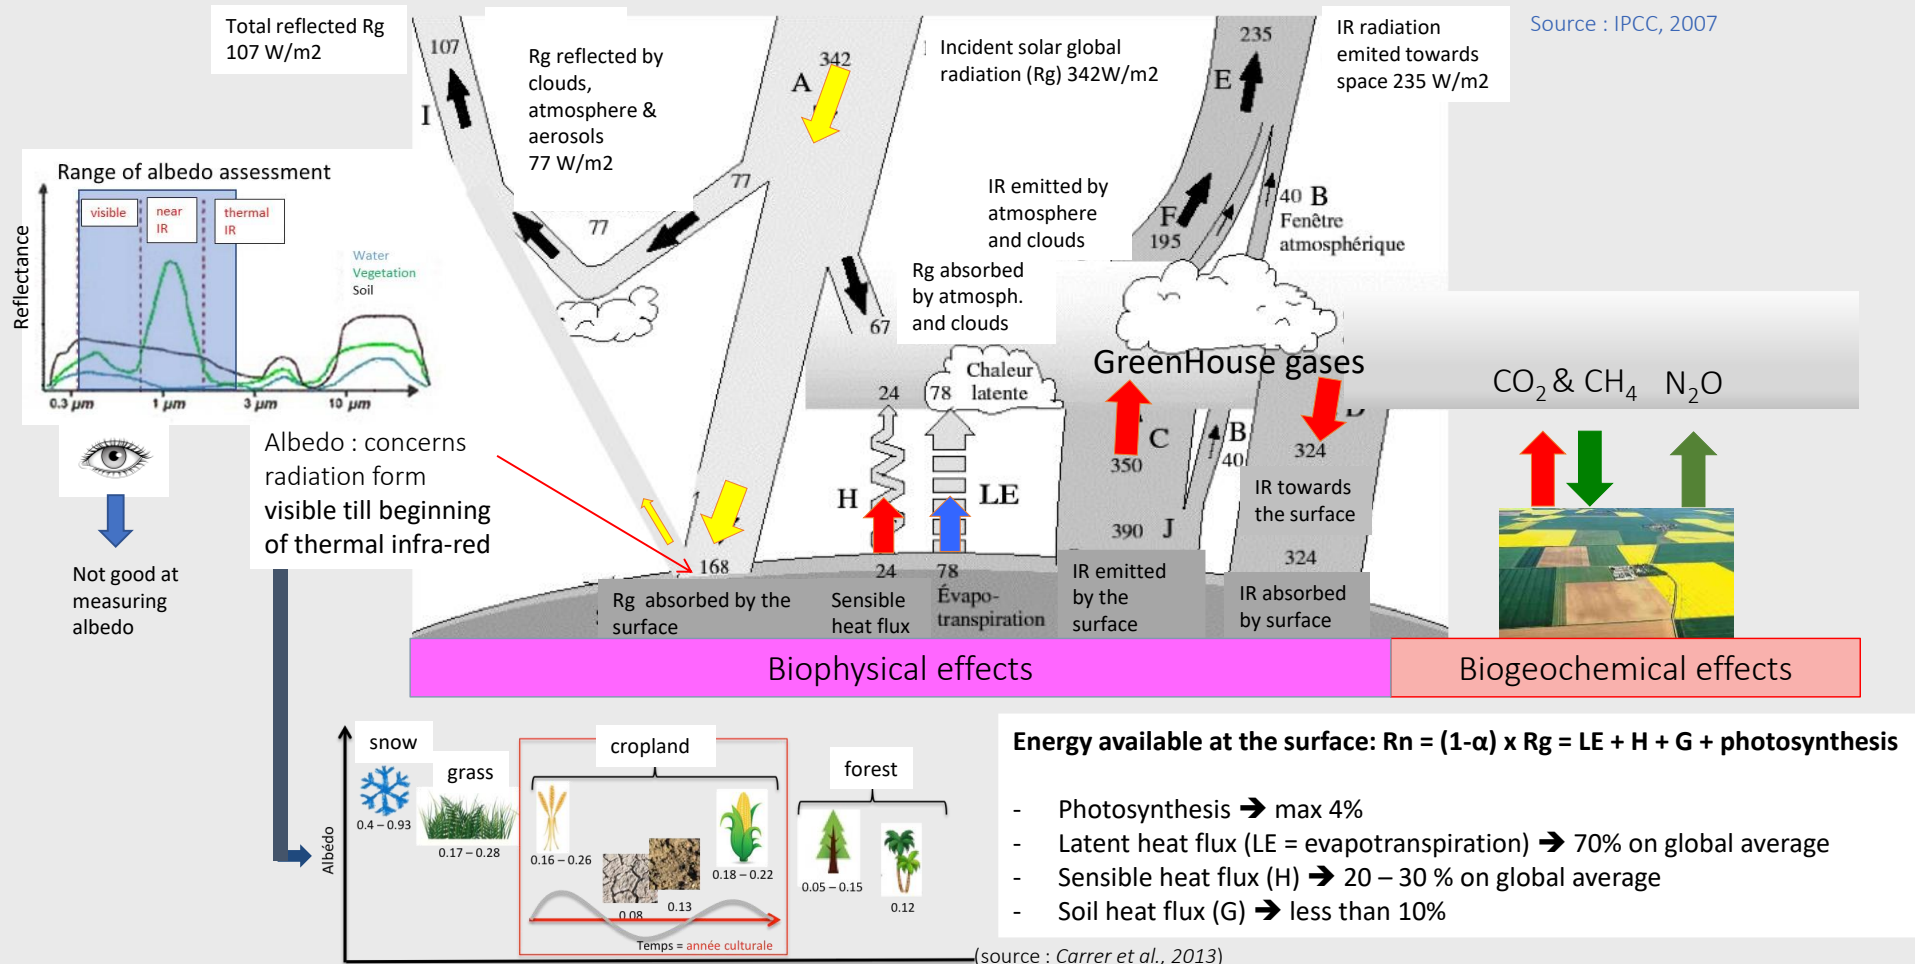 Total reflected Rg
107 W/m2
107
I
Rg reflected by
clouds,
atmosphere &
aerosols
77 W/m2
77
77
342
A
Incident solar global
radiation (Rg) 342W/m2
235
E
IR radiation
emited towards
space 235 W/m2
Source : IPCC, 2007
IR emitted by
atmosphere
and clouds
F
195
40 B
Fenêtre
atmosphérique
Rg absorbed
by atmosph.
and clouds
67
Range of albedo assessment
visible
near
IR
thermal
IR
Water
Vegetation
Soil
Reflectance
0.3 µm
1 µm
3 µm
10 µm
Not good at
measuring
albedo
Albedo : concerns
radiation form
visible till beginning
of thermal infra-red
Chaleur
latente
24
78
GreenHouse gases
CO2 & CH4 N2O
H
LE
C
350
B
40
D
324
IR towards
the surface
390
J
324
168
24
78
Rg absorbed by the
surface
Sensible
heat flux
Évapo-
transpiration
IR emitted
by the
surface
IR absorbed
by surface
Biophysical effects
Biogeochemical effects
Albédo
snow
0.4 – 0.93
grass
0.17 – 0.28
cropland
0.16 – 0.26
0.08
0.13
0.18 – 0.22
Temps = année culturale
forest
0.05 – 0.15
0.12
(source : Carrer et al., 2013)
Energy available at the surface: Rn = (1-α) x Rg = LE + H + G + photosynthesis
- Photosynthesis ➔ max 4%
- Latent heat flux (LE = evapotranspiration) ➔ 70% on global average
- Sensible heat flux (H) ➔ 20 – 30 % on global average
- Soil heat flux (G) ➔ less than 10%